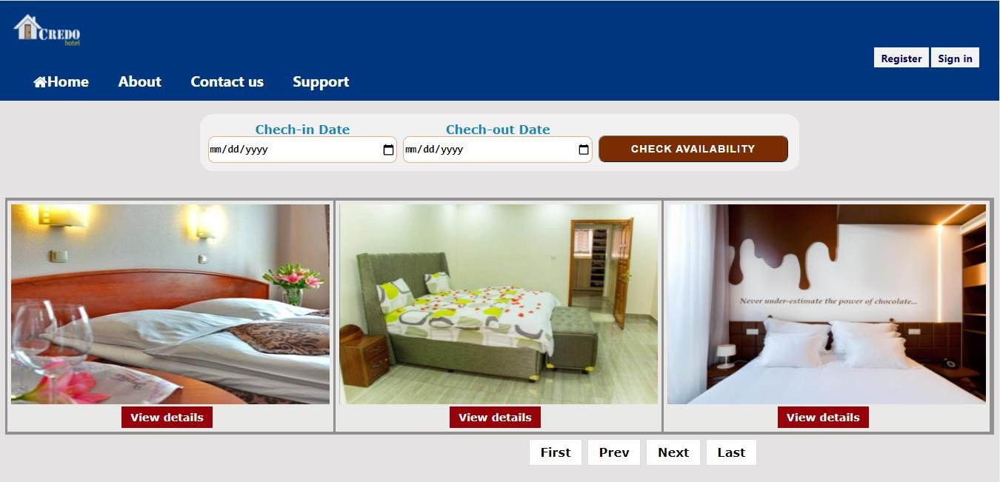 CREDO
hotel
Register Sign in
Home About Contact us Support
Chech-in Date Chech-out Date
mm/dd/yyyy mm/dd/yyyy CHECK AVAILABILITY
Never under-estimate the power of chocolate...
View details View details View details
First Prev Next Last